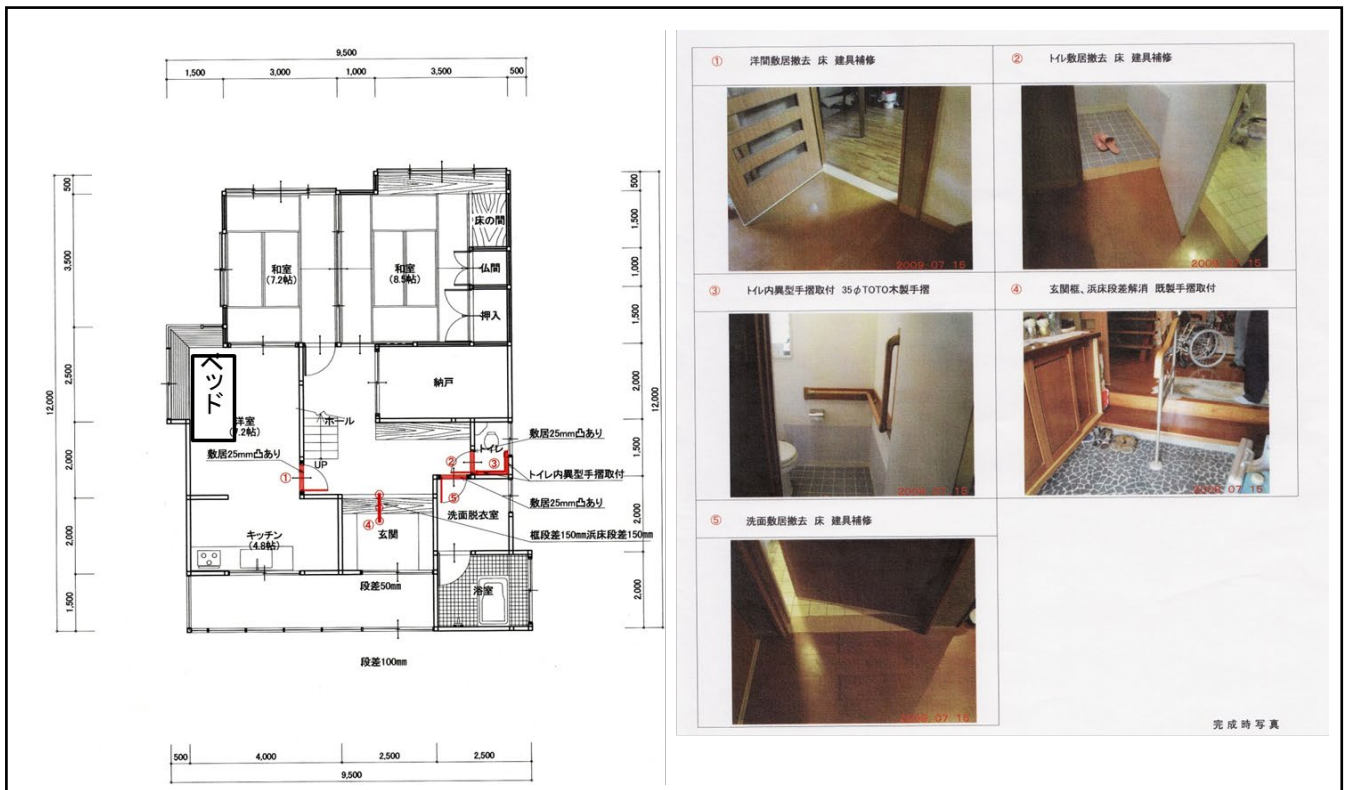 9,500
1,500
3,000
1,000
3,500
500
12,000
500
3,500
2,500
2,000
2,000
1,500
和室
(7.2帖)
和室
(8.5帖)
床の間
仏間
押入
納戸
ベッド
洋室
(7.2帖)
敷居25mm凸あり
①
ホール
UP
トイレ
②
③
⑤
④
敷居25mm凸あり
トイレ内異型手摺取付
敷居25mm凸あり
洗面脱衣室
框段差150mm浜床段差150mm
玄関
キッチン
(4.8帖)
段差50mm
浴室
段差100mm
500
1,500
1,000
1,500
2,000
1,500
2,000
2,000
12,000
500
4,000
2,500
2,500
9,500
① 洋間敷居撤去 床 建具補修
2009・07・15
② トイレ敷居撤去 床 建具補修
2009・07・15
③ トイレ内異型手摺取付 35φTOTO木製手摺
2009・07・15
④ 玄関框、浜床段差解消 既製手摺取付
2009・07・15
⑤ 洗面敷居撤去 床 建具補修
2009・07・15
完成時写真